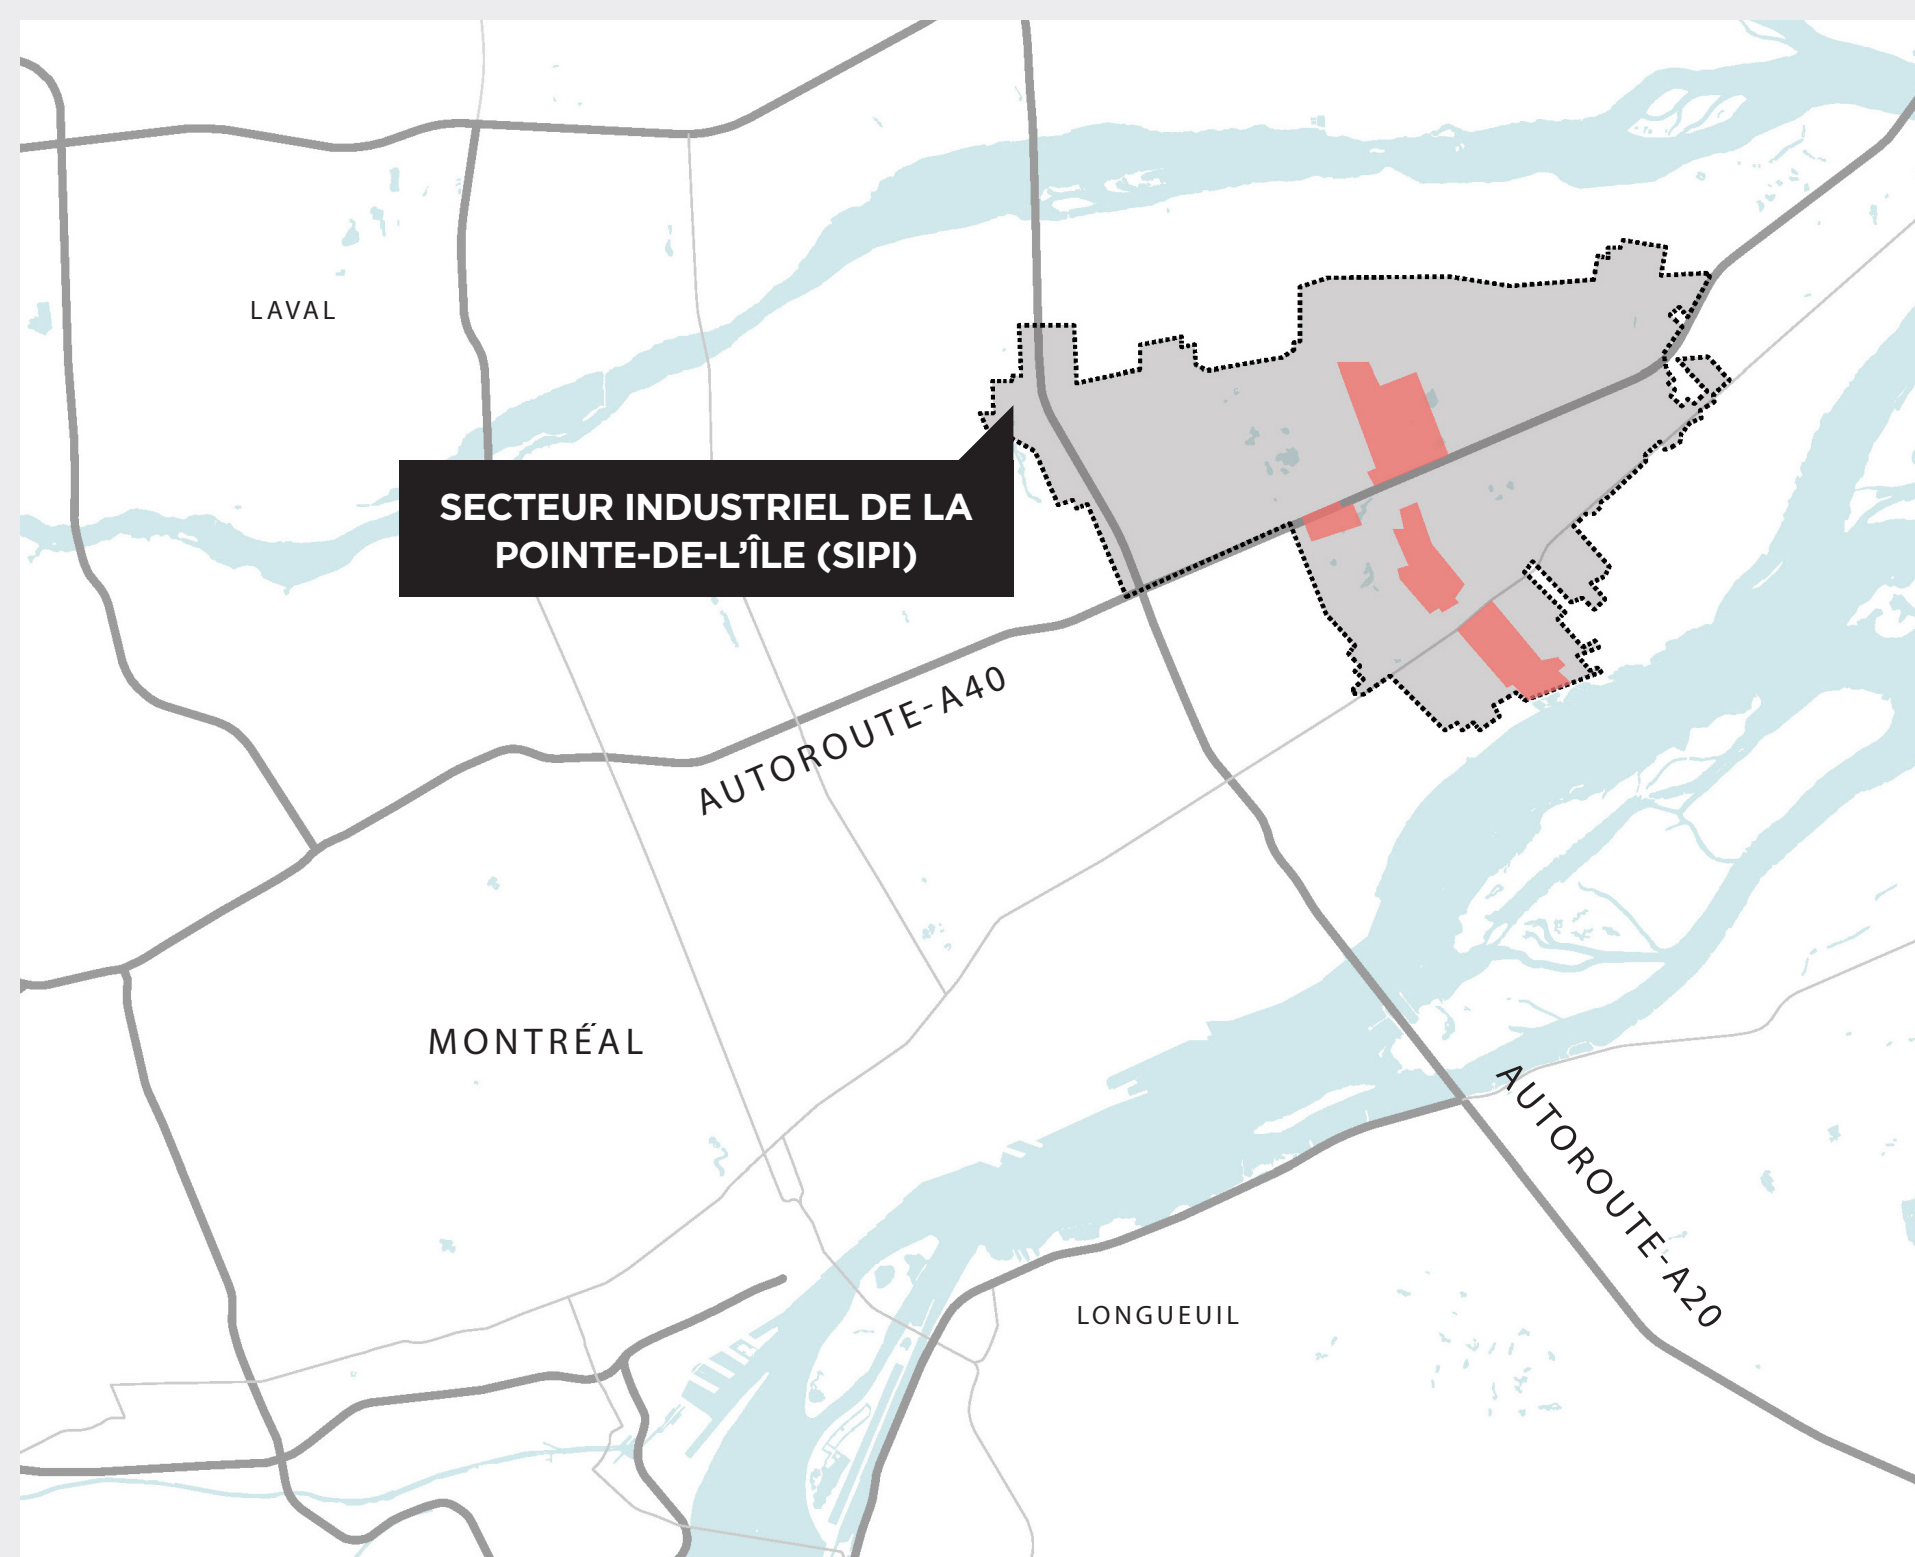 LAVAL
SECTEUR INDUSTRIEL DE LA
POINTE-DE-L'ÎLE (SIPI)
AUTOROUTE-A40
MONTRÉAL
AUTOROUTE-A20
LONGUEUIL